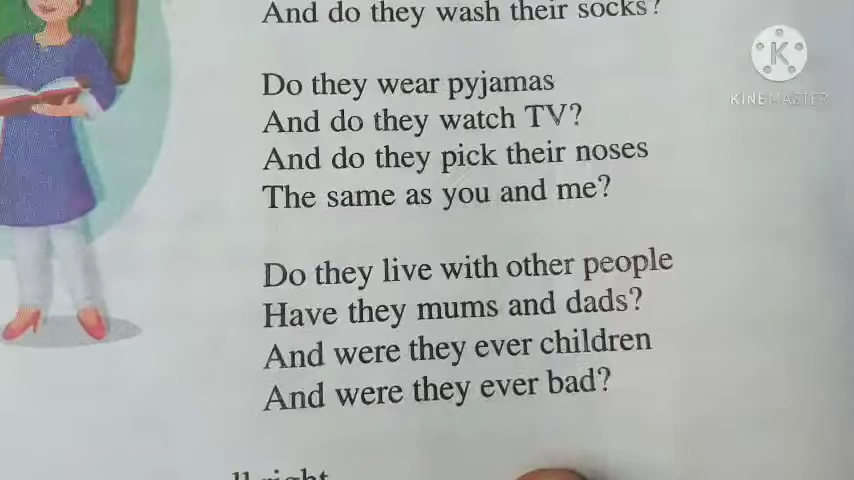 And do they wash their socks?
Do they wear pyjamas
And do they watch TV?
And do they pick their noses
The same as you and me?
Do they live with other people
Have they mums and dads?
And were they ever children
And were they ever bad?
right
K
KINEMASTER